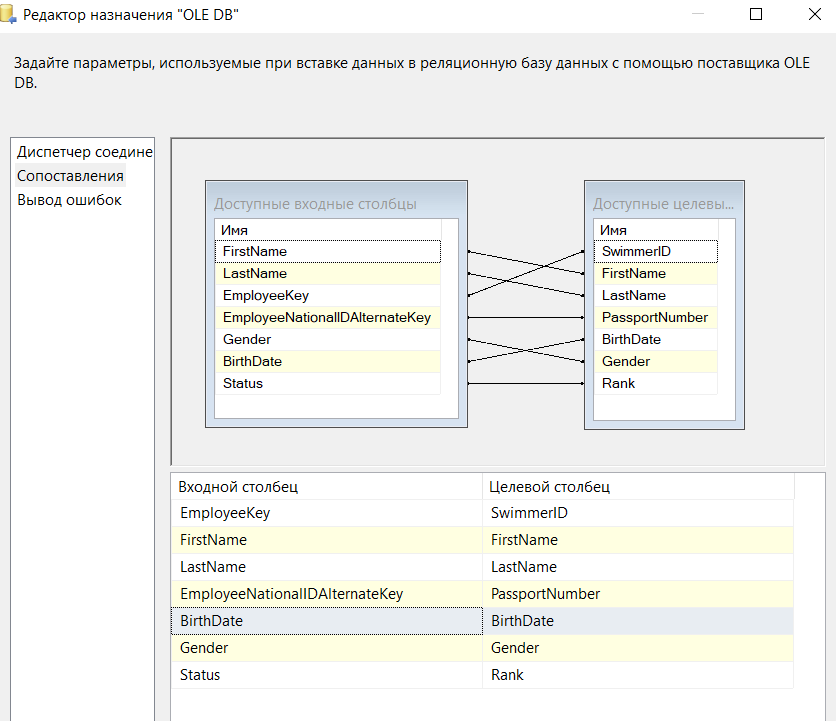 Редактор назначения "OLE DB"
Задайте параметры, используемые при вставке данных в реляционную базу данных с помощью поставщика OLE
DB.
Диспетчер соедине
Сопоставления
Вывод ошибок
Доступные входные столбцы
Имя
FirstName
LastName
EmployeeKey
EmployeeNationalIDAlternateKey
Gender
BirthDate
Status
Доступные целевы...
Имя
SwimmerID
FirstName
LastName
PassportNumber
BirthDate
Gender
Rank
Входной столбец Целевой столбец
EmployeeKey SwimmerID
FirstName FirstName
LastName LastName
EmployeeNationalIDAlternateKey PassportNumber
BirthDate BirthDate
Gender Gender
Status Rank